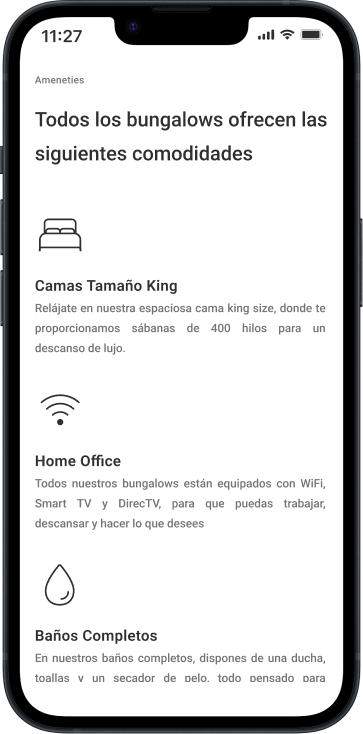 11:27
Ameneties
Todos los bungalows ofrecen las
siguientes comodidades
Camas Tamaño King
Relájate en nuestra espaciosa cama king size, donde te
proporcionamos sábanas de 400 hilos para un
descanso de lujo.
Home Office
Todos nuestros bungalows están equipados con WiFi,
Smart TV y DirecTV, para que puedas trabajar,
descansar y hacer lo que desees
Baños Completos
En nuestros baños completos, dispones de una ducha,
toallas y un secador de pelo, todo pensado para